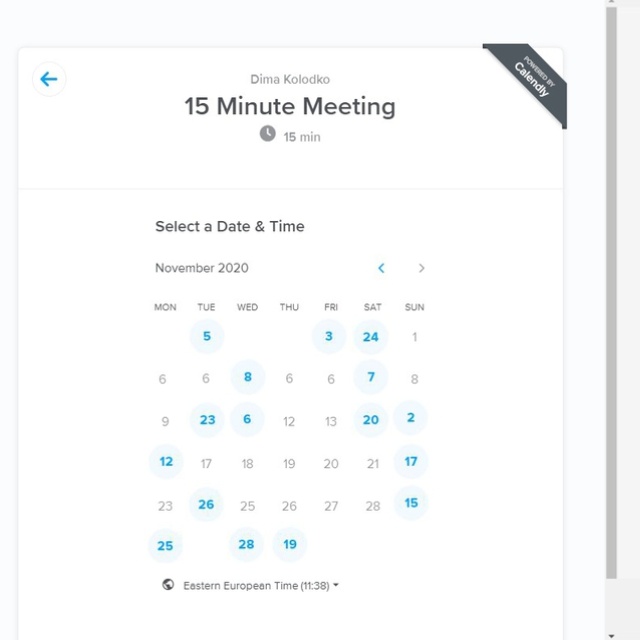 POWERED BY
Calendly
Dima Kolodko
15 Minute Meeting
15 min
Select a Date & Time
November 2020
MON TUE WED THU FRI SAT SUN
5 3 24 1
6 6 8 6 6 7 8
9 23 6 12 13 20 2
12 17 18 19 20 21 17
23 26 25 26 27 28 15
25 28 19
Eastern European Time (11:38)